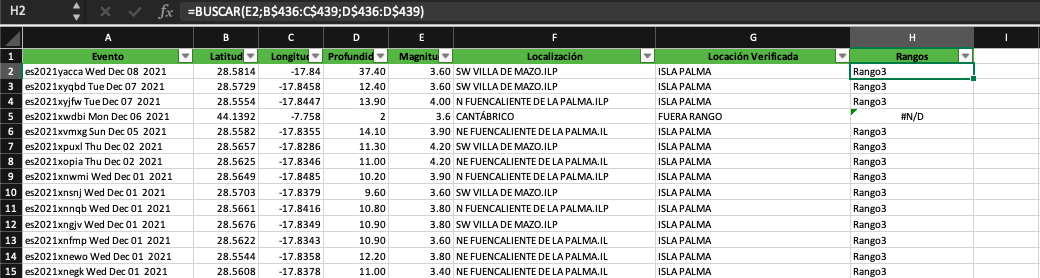 H2 fx =BUSCAR(E2;B$436:C$439;D$436:D$439)
A B C D E F G H I
1 Evento Latitud Longitu Profundid Magnitu Localización Locación Verificada Rangos
2 es2021yacca Wed Dec 08 2021 28.5814 -17.84 37.40 3.60 SW VILLA DE MAZO.ILP ISLA PALMA Rango3
3 es2021xyqbd Tue Dec 07 2021 28.5729 -17.8458 12.40 3.60 SW VILLA DE MAZO.ILP ISLA PALMA Rango3
4 es2021xyjfw Tue Dec 07 2021 28.5554 -17.8447 13.90 4.00 N FUENCALIENTE DE LA PALMA.ILP ISLA PALMA Rango3
5 es2021xwdbi Mon Dec 06 2021 44.1392 -7.758 2 3.6 CANTÁBRICO FUERA RANGO #N/D
6 es2021xvmxg Sun Dec 05 2021 28.5582 -17.8355 14.10 3.90 NE FUENCALIENTE DE LA PALMA.IL ISLA PALMA Rango3
7 es2021xpuxl Thu Dec 02 2021 28.5657 -17.8286 11.30 4.20 SW VILLA DE MAZO.ILP ISLA PALMA Rango3
8 es2021xopia Thu Dec 02 2021 28.5625 -17.8346 11.00 4.20 NE FUENCALIENTE DE LA PALMA.IL ISLA PALMA Rango3
9 es2021xnwmi Wed Dec 01 2021 28.5649 -17.8485 10.20 3.90 N FUENCALIENTE DE LA PALMA.ILP ISLA PALMA Rango3
10 es2021xnsnj Wed Dec 01 2021 28.5703 -17.8379 9.60 3.60 SW VILLA DE MAZO.ILP ISLA PALMA Rango3
11 es2021xnnqb Wed Dec 01 2021 28.5661 -17.8416 10.80 3.80 N FUENCALIENTE DE LA PALMA.ILP ISLA PALMA Rango3
12 es2021xngjv Wed Dec 01 2021 28.5676 -17.8349 10.90 3.80 SW VILLA DE MAZO.ILP ISLA PALMA Rango3
13 es2021xnfmp Wed Dec 01 2021 28.5622 -17.8343 10.90 3.60 NE FUENCALIENTE DE LA PALMA.IL ISLA PALMA Rango3
14 es2021xnewo Wed Dec 01 2021 28.5544 -17.8358 12.20 3.80 NE FUENCALIENTE DE LA PALMA.IL ISLA PALMA Rango3
15 es2021xnegk Wed Dec 01 2021 28.5608 -17.8378 11.00 3.40 NE FUENCALIENTE DE LA PALMA.IL ISLA PALMA Rango3